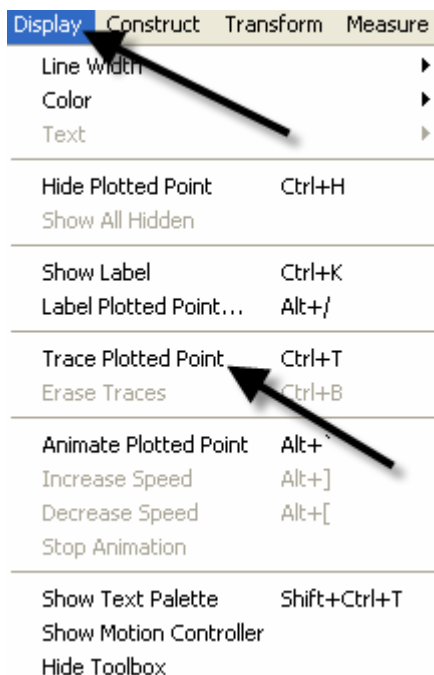 Display Construct Transform Measure
Line Width
Color
Text
Hide Plotted Point Ctrl+H
Show All Hidden
Show Label Ctrl+K
Label Plotted Point... Alt+/
Trace Plotted Point Ctrl+T
Erase Traces Ctrl+B
Animate Plotted Point Alt+`
Increase Speed Alt+]
Decrease Speed Alt+[
Stop Animation
Show Text Palette Shift+Ctrl+T
Show Motion Controller
Hide Toolbox